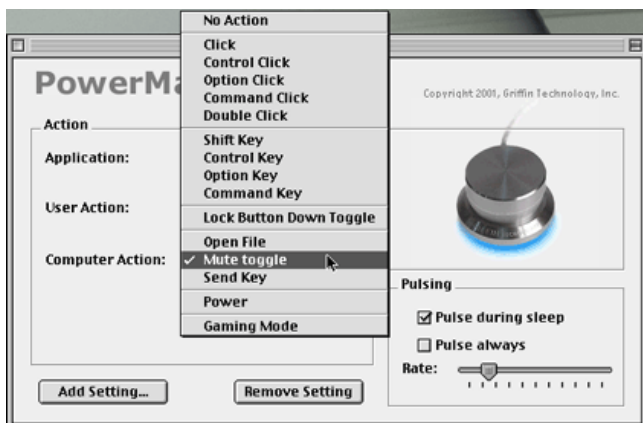 No Action
Click
Control Click
Option Click
Command Click
Double Click
Shift Key
Control Key
Option Key
Command Key
Lock Button Down Toggle
Open File
✓ Mute toggle
Send Key
Power
Gaming Mode
PowerMa
Copyright 2001, Griffin Technology, Inc.
Action
Application:
User Action:
Computer Action:
Pulsing
Pulse during sleep
Pulse always
Rate:
Add Setting...
Remove Setting